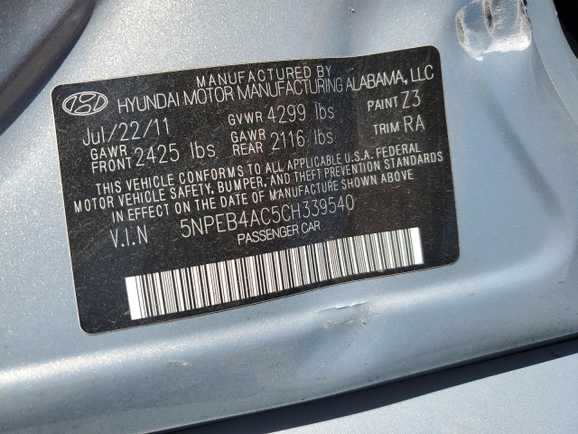 MANUFACTURED BY
HYUNDAI MOTOR MANUFACTURING ALABAMA, LLC
Jul/22/11 GVWR 4299 lbs PAINT Z3
GAWR FRONT 2425 lbs GAWR REAR 2116 lbs TRIM RA
THIS VEHICLE CONFORMS TO ALL APPLICABLE U.S.A. FEDERAL
MOTOR VEHICLE SAFETY, BUMPER, AND THEFT PREVENTION STANDARDS
IN EFFECT ON THE DATE OF MANUFACTURE SHOWN ABOVE.
V.I.N 5NPEB4AC5CH339540
PASSENGER CAR